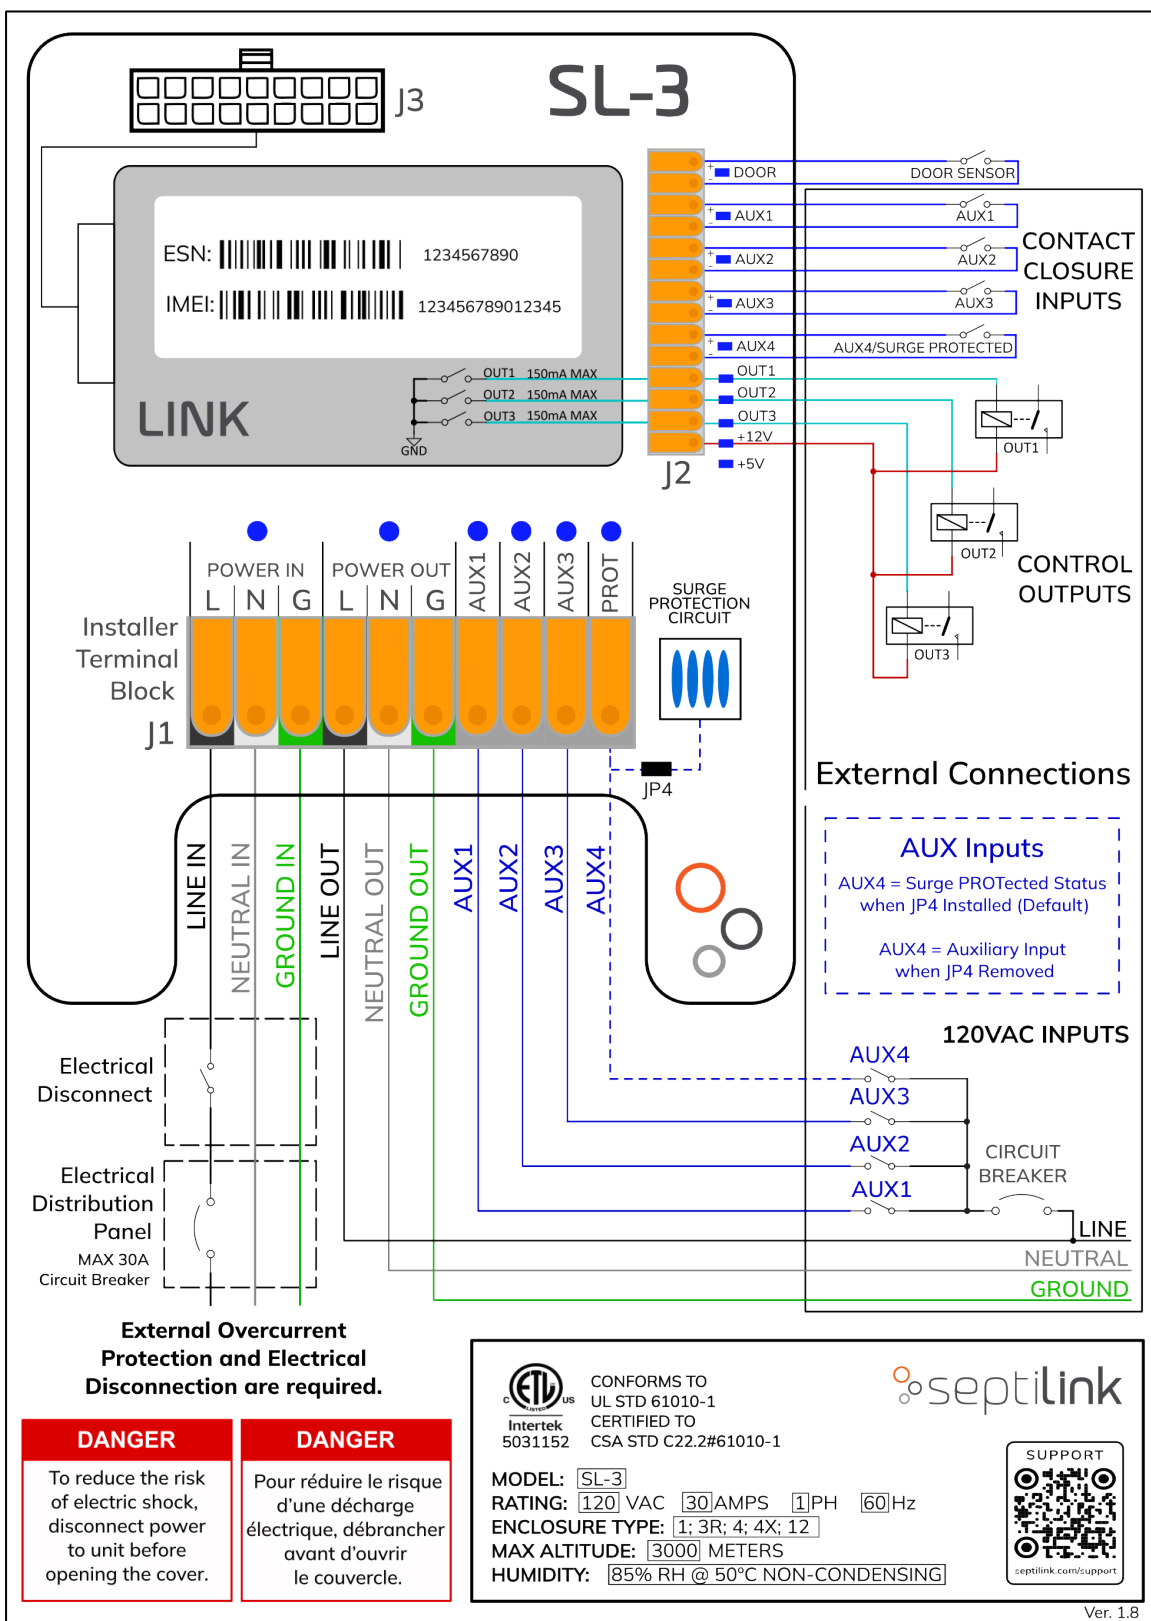 SL-3
J3
DOOR
DOOR SENSOR
AUX1
AUX1
AUX2
AUX2
AUX3
AUX3
AUX4
AUX4/SURGE PROTECTED
CONTACT
CLOSURE
INPUTS
ESN: 1234567890
IMEI: 123456789012345
LINK
OUT1 150mA MAX
OUT2 150mA MAX
OUT3 150mA MAX
GND
OUT1
OUT2
OUT3
+12V
+5V
J2
OUT1
OUT2
OUT3
CONTROL
OUTPUTS
POWER IN
POWER OUT
L N G L N G
AUX1
AUX2
AUX3
PROT
Installer
Terminal
Block
J1
SURGE
PROTECTION
CIRCUIT
JP4
External Connections
LINE IN
NEUTRAL IN
GROUND IN
LINE OUT
NEUTRAL OUT
GROUND OUT
AUX1
AUX2
AUX3
AUX4
AUX Inputs
AUX4 = Surge PROTected Status
when JP4 Installed (Default)
AUX4 = Auxiliary Input
when JP4 Removed
120VAC INPUTS
AUX4
AUX3
AUX2
AUX1
CIRCUIT
BREAKER
LINE
NEUTRAL
GROUND
Electrical
Disconnect
Electrical
Distribution
Panel
MAX 30A
Circuit Breaker
External Overcurrent
Protection and Electrical
Disconnection are required.
DANGER
To reduce the risk
of electric shock,
disconnect power
to unit before
opening the cover.
DANGER
Pour réduire le risque
d'une décharge
électrique, débrancher
avant d'ouvrir
le couvercle.
C ETL US
LISTED
Intertek
5031152
CONFORMS TO
UL STD 61010-1
CERTIFIED TO
CSA STD C22.2#61010-1
septilink
MODEL: SL-3
RATING: 120 VAC 30 AMPS 1 PH 60 Hz
ENCLOSURE TYPE: 1; 3R; 4; 4X; 12
MAX ALTITUDE: 3000 METERS
HUMIDITY: 85% RH @ 50°C NON-CONDENSING
SUPPORT
septilink.com/support
Ver. 1.8